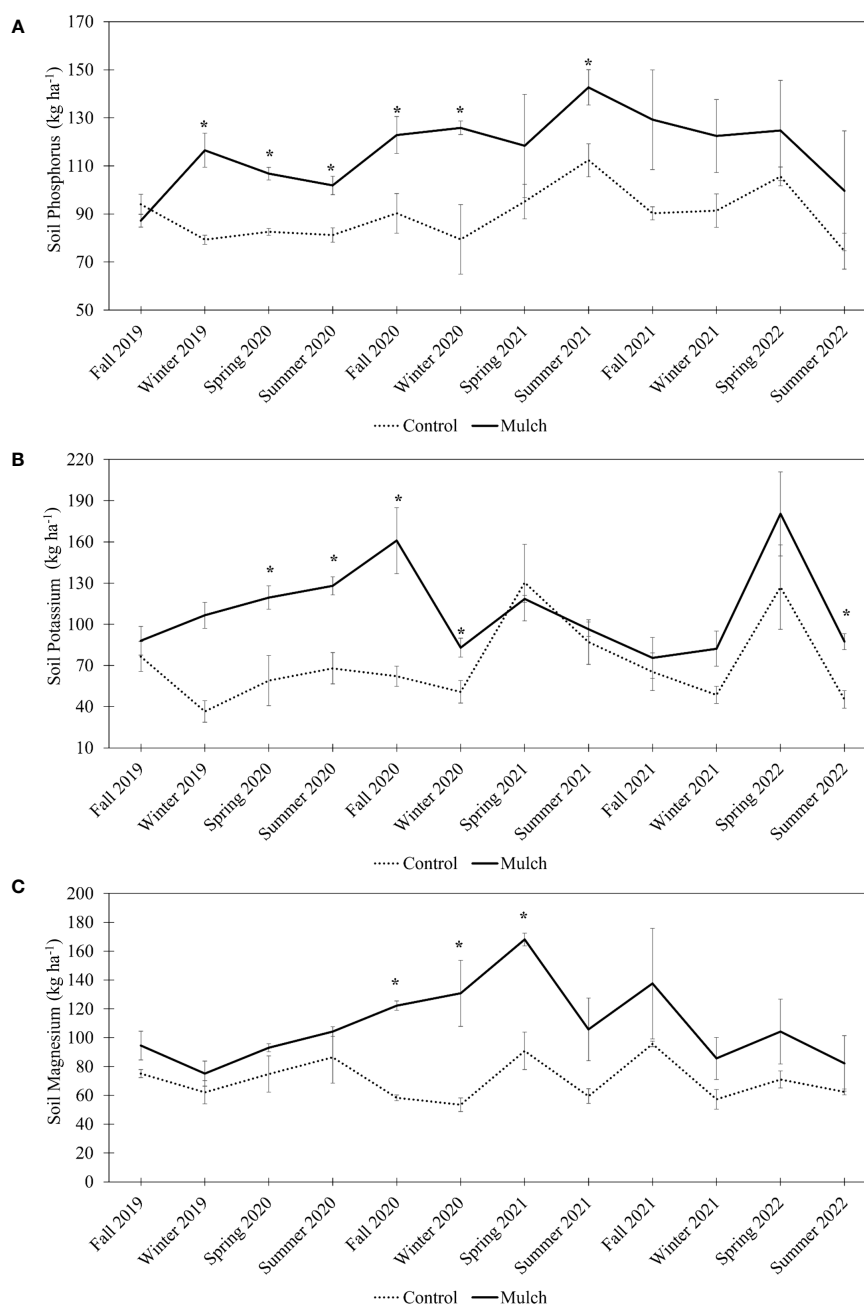 A
170
150
130
110
90
70
50
Soil Phosphorus (kg ha⁻¹)
*
*
*
*
*
*
Fall 2019
Winter 2019
Spring 2020
Summer 2020
Fall 2020
Winter 2020
Spring 2021
Summer 2021
Fall 2021
Winter 2021
Spring 2022
Summer 2022
Control Mulch
B
220
190
160
130
100
70
40
10
Soil Potassium (kg ha⁻¹)
*
*
*
*
*
Fall 2019
Winter 2019
Spring 2020
Summer 2020
Fall 2020
Winter 2020
Spring 2021
Summer 2021
Fall 2021
Winter 2021
Spring 2022
Summer 2022
Control Mulch
C
200
180
160
140
120
100
80
60
40
20
0
Soil Magnesium (kg ha⁻¹)
*
*
*
Fall 2019
Winter 2019
Spring 2020
Summer 2020
Fall 2020
Winter 2020
Spring 2021
Summer 2021
Fall 2021
Winter 2021
Spring 2022
Summer 2022
Control Mulch